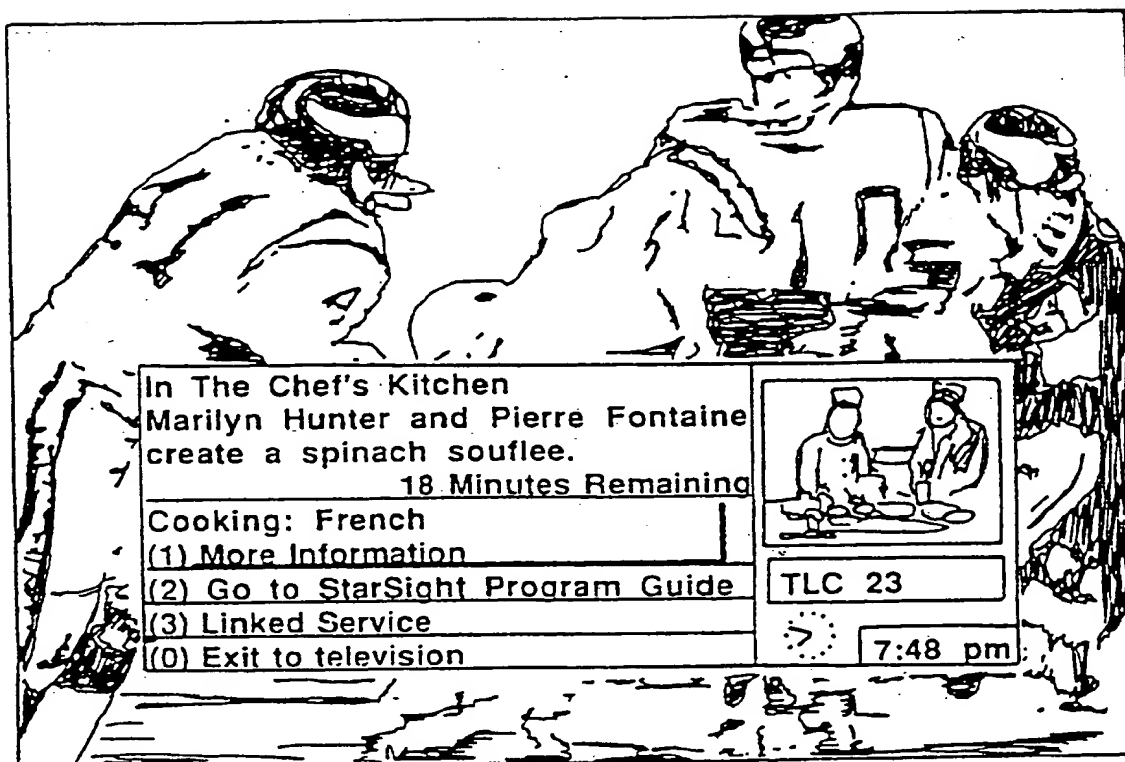 In The Chef's Kitchen
Marilyn Hunter and Pierre Fontaine
create a spinach souflee.
18 Minutes Remaining
Cooking: French
(1) More Information
(2) Go to StarSight Program Guide
(3) Linked Service
(0) Exit to television
TLC 23
7:48 pm